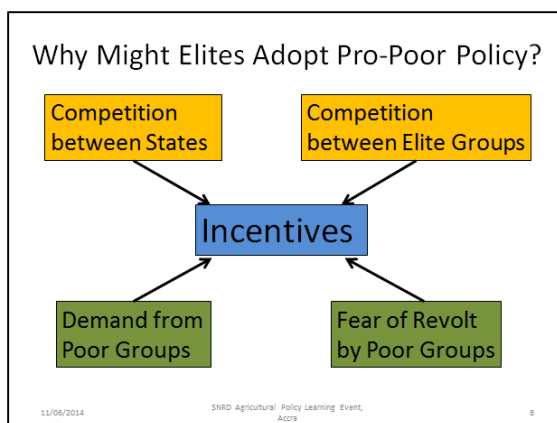 Why Might Elites Adopt Pro-Poor Policy?
Competition
between States
Competition
between Elite Groups
Incentives
Demand from
Poor Groups
Fear of Revolt
by Poor Groups
11/06/2014
SNRD Agricultural Policy Learning Event,
Accra
8